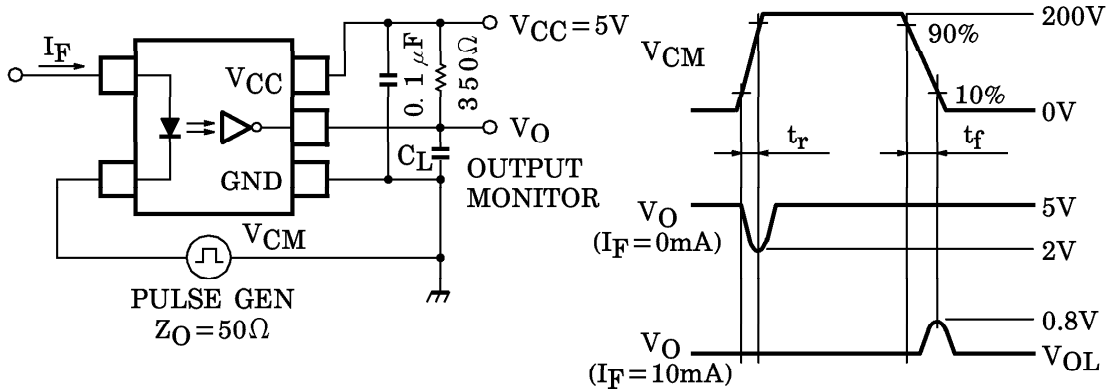 I_F
V_CC
GND
0.1μF
350Ω
V_CC=5V
V_O
C_L
OUTPUT
MONITOR
V_CM
PULSE GEN
Z_O=50Ω
V_CM
200V
90%
10%
0V
t_r
t_f
V_O
(I_F=0mA)
5V
2V
0.8V
V_O
(I_F=10mA)
V_OL